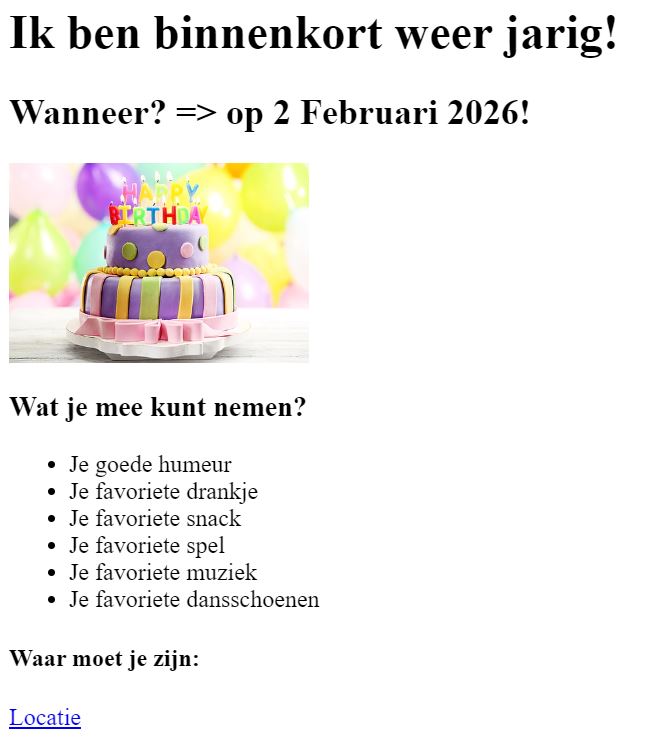 Ik ben binnenkort weer jarig!
Wanneer? => op 2 Februari 2026!
HAPPY
BIRTHDAY
Wat je mee kunt nemen?
• Je goede humeur
• Je favoriete drankje
• Je favoriete snack
• Je favoriete spel
• Je favoriete muziek
• Je favoriete dansschoenen
Waar moet je zijn:
Locatie